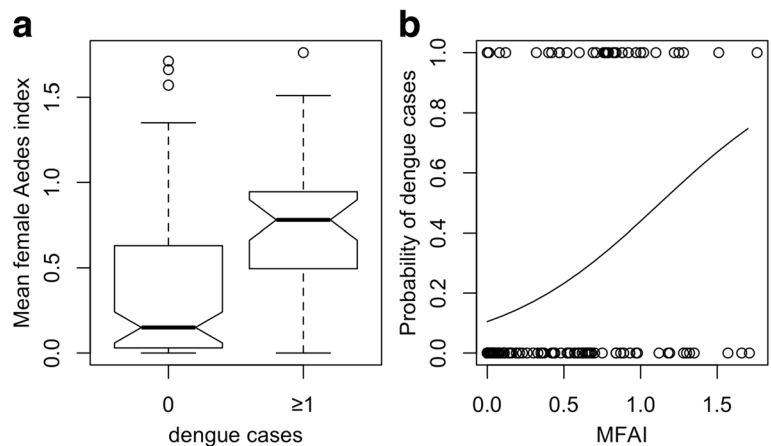 a
Mean female Aedes index
1.5
1.0
0.5
0.0
0
≥1
dengue cases
b
Probability of dengue cases
1.0
0.8
0.6
0.4
0.2
0.0
0.0
0.5
1.0
1.5
MFAI